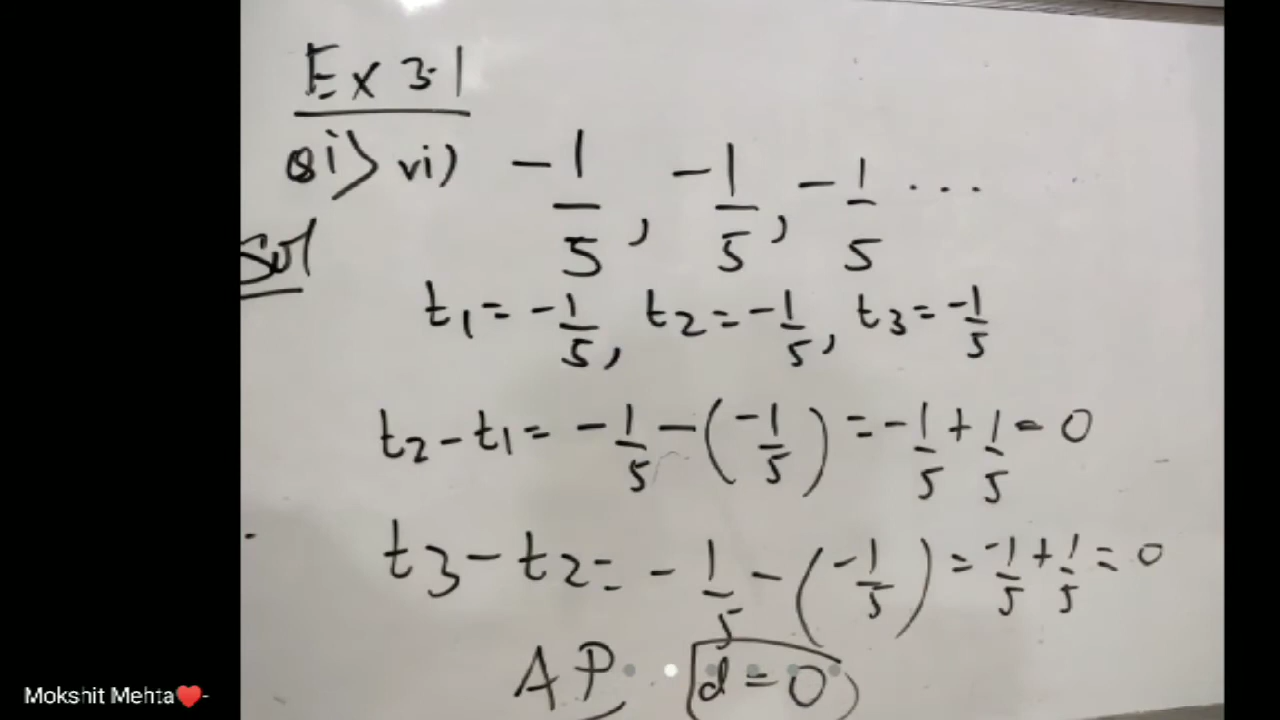 Ex 3.1
Qi> vi) -1/5, -1/5, -1/5 ...
Sol
t1 = -1/5, t2 = -1/5, t3 = -1/5
t2 - t1 = -1/5 - (-1/5) = -1/5 + 1/5 = 0
t3 - t2 = -1/5 - (-1/5) = -1/5 + 1/5 = 0
AP d = 0
Mokshit Mehta❤️-